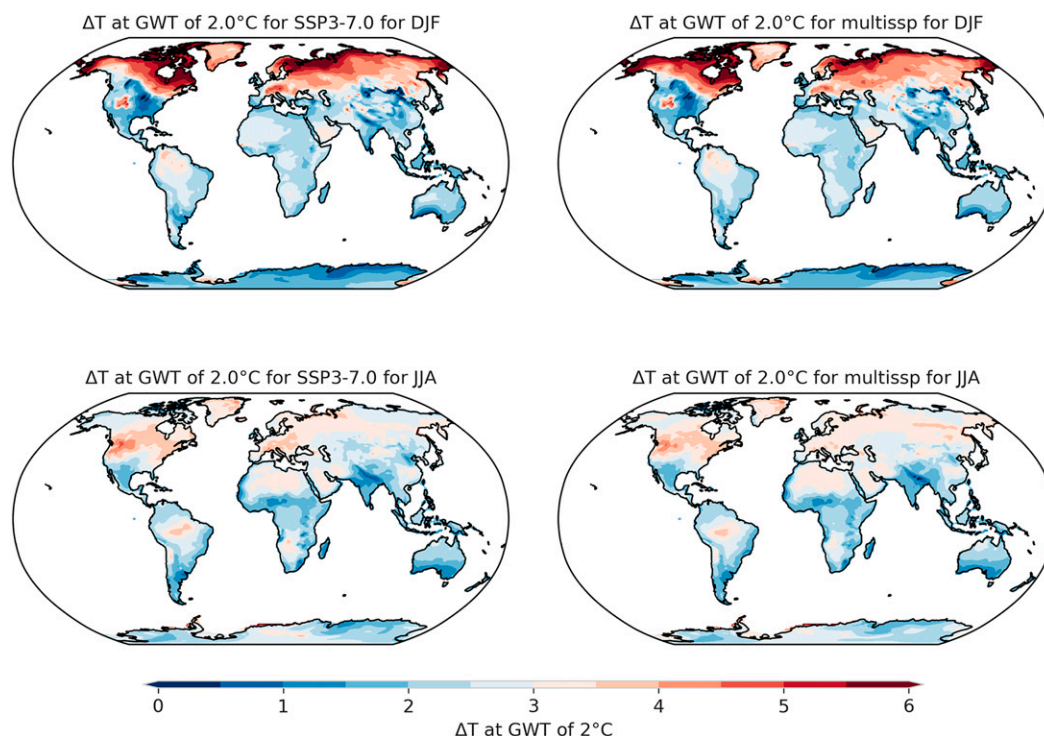 ΔT at GWT of 2.0°C for SSP3-7.0 for DJF
ΔT at GWT of 2.0°C for multissp for DJF
ΔT at GWT of 2.0°C for SSP3-7.0 for JJA
ΔT at GWT of 2.0°C for multissp for JJA
0 1 2 3 4 5 6
ΔT at GWT of 2°C